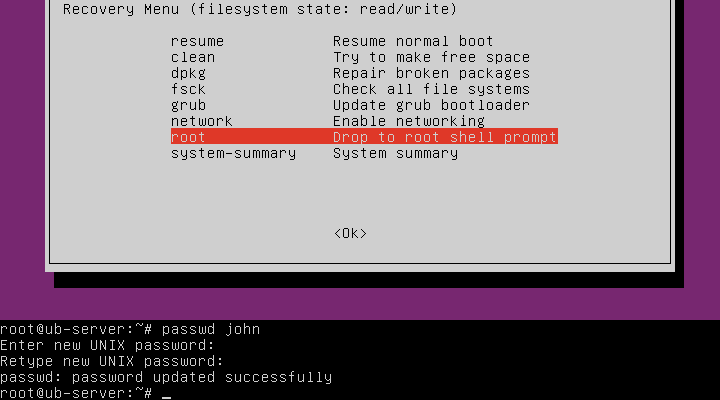 Recovery Menu (filesystem state: read/write)
resume Resume normal boot
clean Try to make free space
dpkg Repair broken packages
fsck Check all file systems
grub Update grub bootloader
network Enable networking
root Drop to root shell prompt
system-summary System summary
<Ok>
root@ub-server:~# passwd john
Enter new UNIX password:
Retype new UNIX password:
passwd: password updated successfully
root@ub-server:~# _